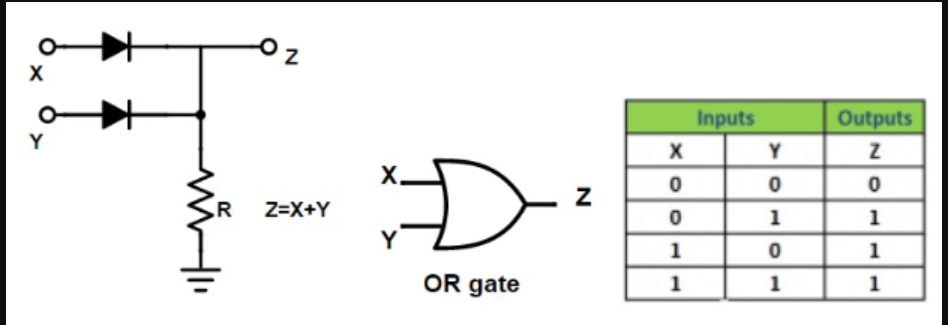 X
Z
Y
R
Z=X+Y
X
Y
Z
OR gate
Inputs Outputs
X Y Z
0 0 0
0 1 1
1 0 1
1 1 1